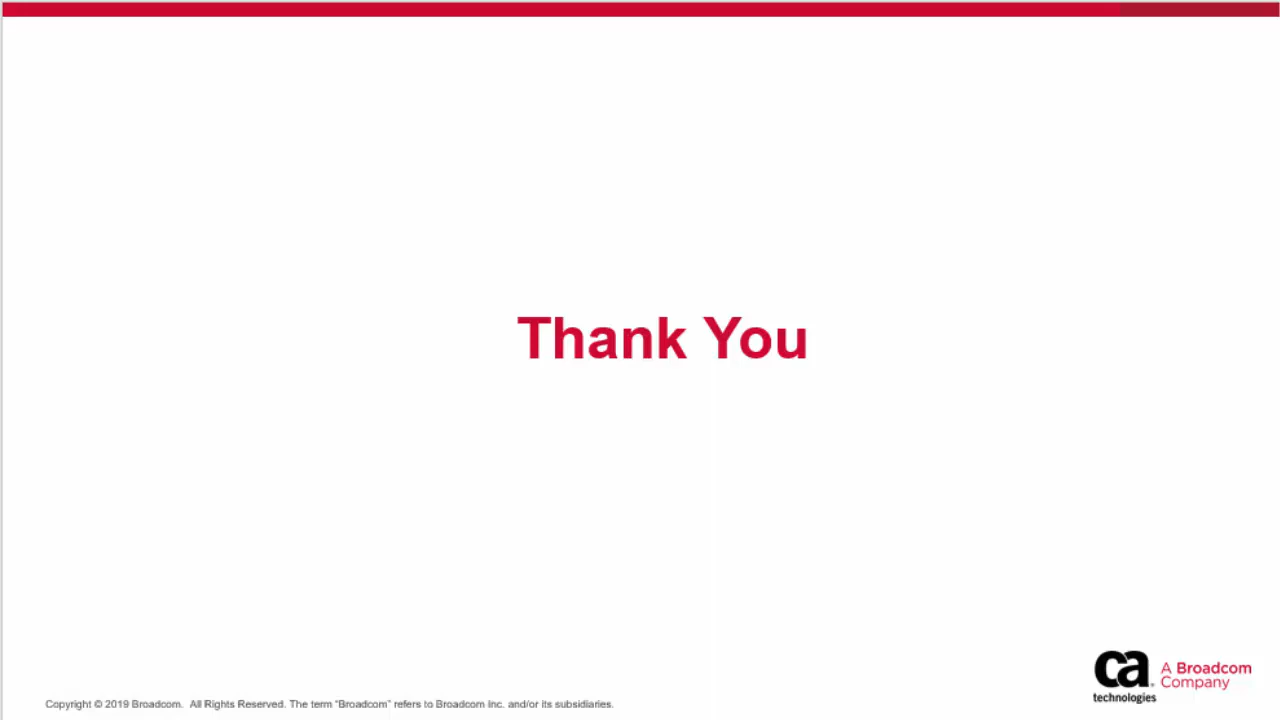 Thank You
ca
technologies
A Broadcom
Company
Copyright © 2019 Broadcom.  All Rights Reserved. The term “Broadcom” refers to Broadcom Inc. and/or its subsidiaries.